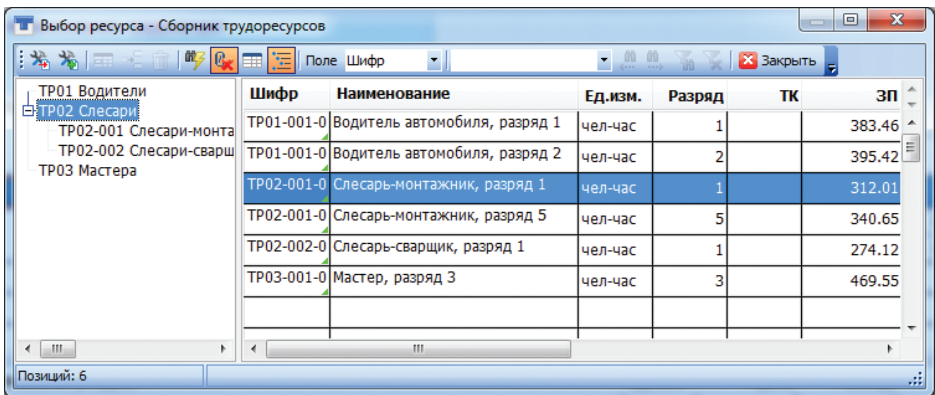 Выбор ресурса - Сборник трудоресурсов
Поле Шифр Закрыть
ТР01 Водители
ТР02 Слесари
ТР02-001 Слесарь-монта
ТР02-002 Слесарь-сварщ
ТР03 Мастера
Шифр Наименование Ед.изм. Разряд ТК ЗП
ТР01-001-0 Водитель автомобиля, разряд 1 чел-час 1 383.46
ТР01-001-0 Водитель автомобиля, разряд 2 чел-час 2 395.42
ТР02-001-0 Слесарь-монтажник, разряд 1 чел-час 1 312.01
ТР02-001-0 Слесарь-монтажник, разряд 5 чел-час 5 340.65
ТР02-002-0 Слесарь-сварщик, разряд 1 чел-час 1 274.12
ТР03-001-0 Мастер, разряд 3 чел-час 3 469.55
Позиций: 6